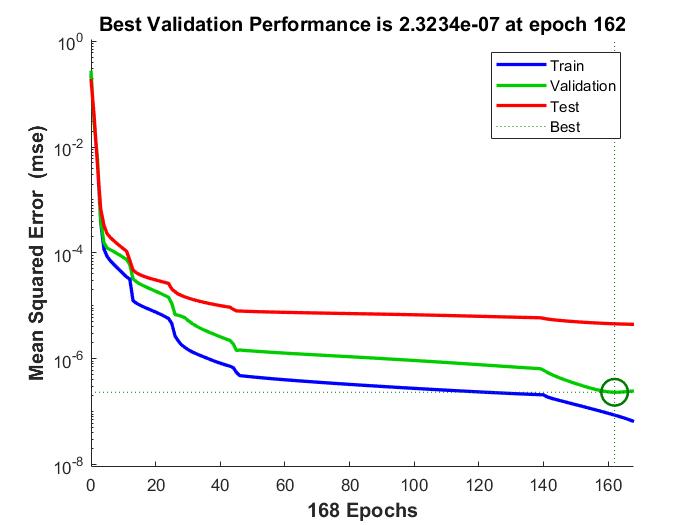 Best Validation Performance is 2.3234e-07 at epoch 162
Mean Squared Error (mse)
10^0
10^-2
10^-4
10^-6
10^-8
Train
Validation
Test
Best
0 20 40 60 80 100 120 140 160
168 Epochs